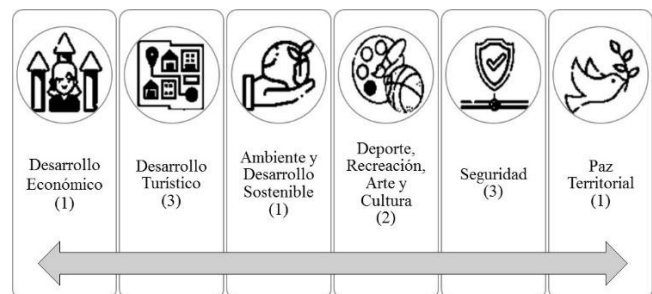 Desarrollo
Económico
(1)
Desarrollo
Turístico
(3)
Ambiente y
Desarrollo
Sostenible
(1)
Deporte,
Recreación,
Arte y
Cultura
(2)
Seguridad
(3)
Paz
Territorial
(1)